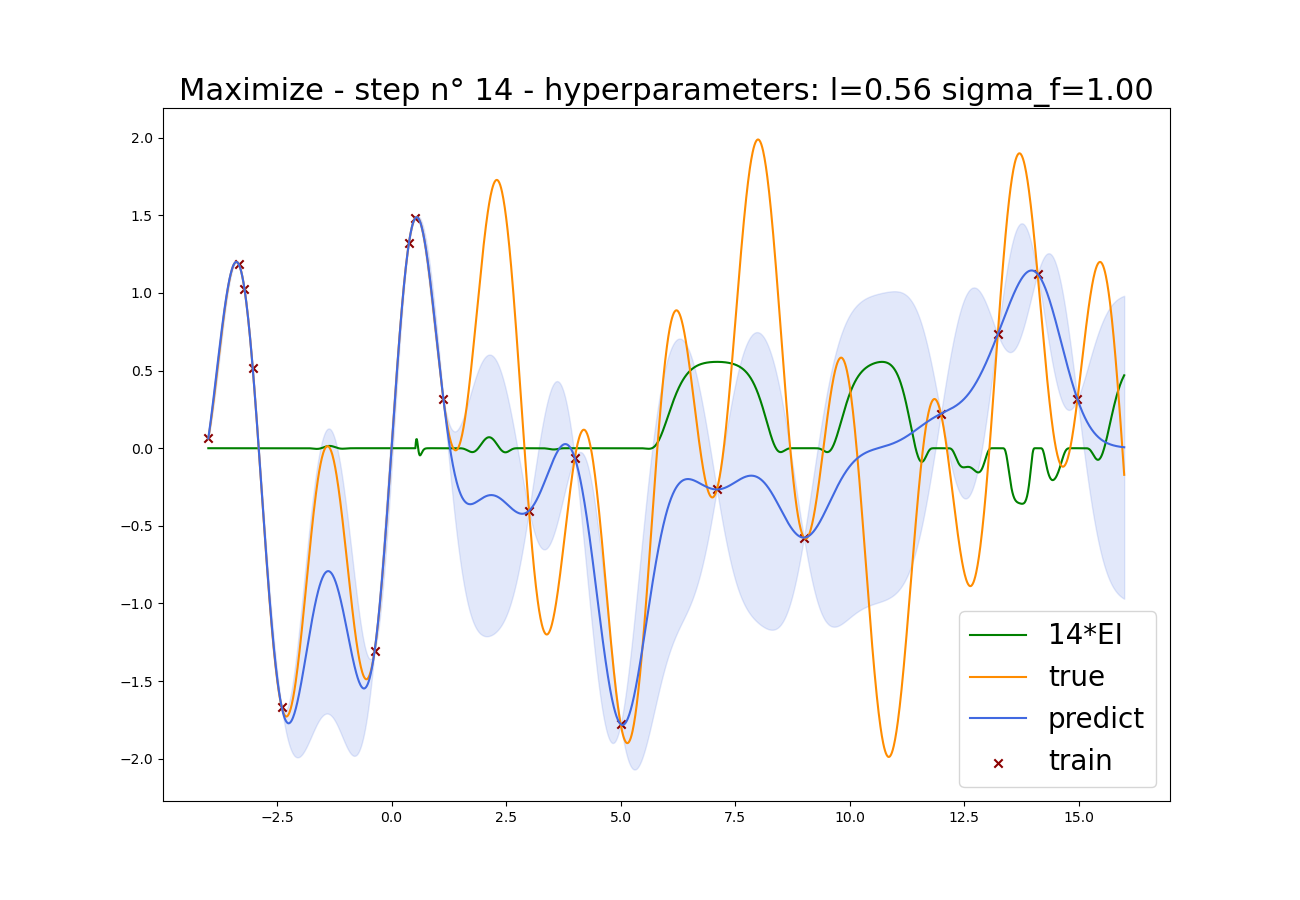 Maximize - step n° 14 - hyperparameters: l=0.56 sigma_f=1.00
2.0
1.5
1.0
0.5
0.0
−0.5
−1.0
−1.5
−2.0
−2.5 0.0 2.5 5.0 7.5 10.0 12.5 15.0
14*EI
true
predict
train